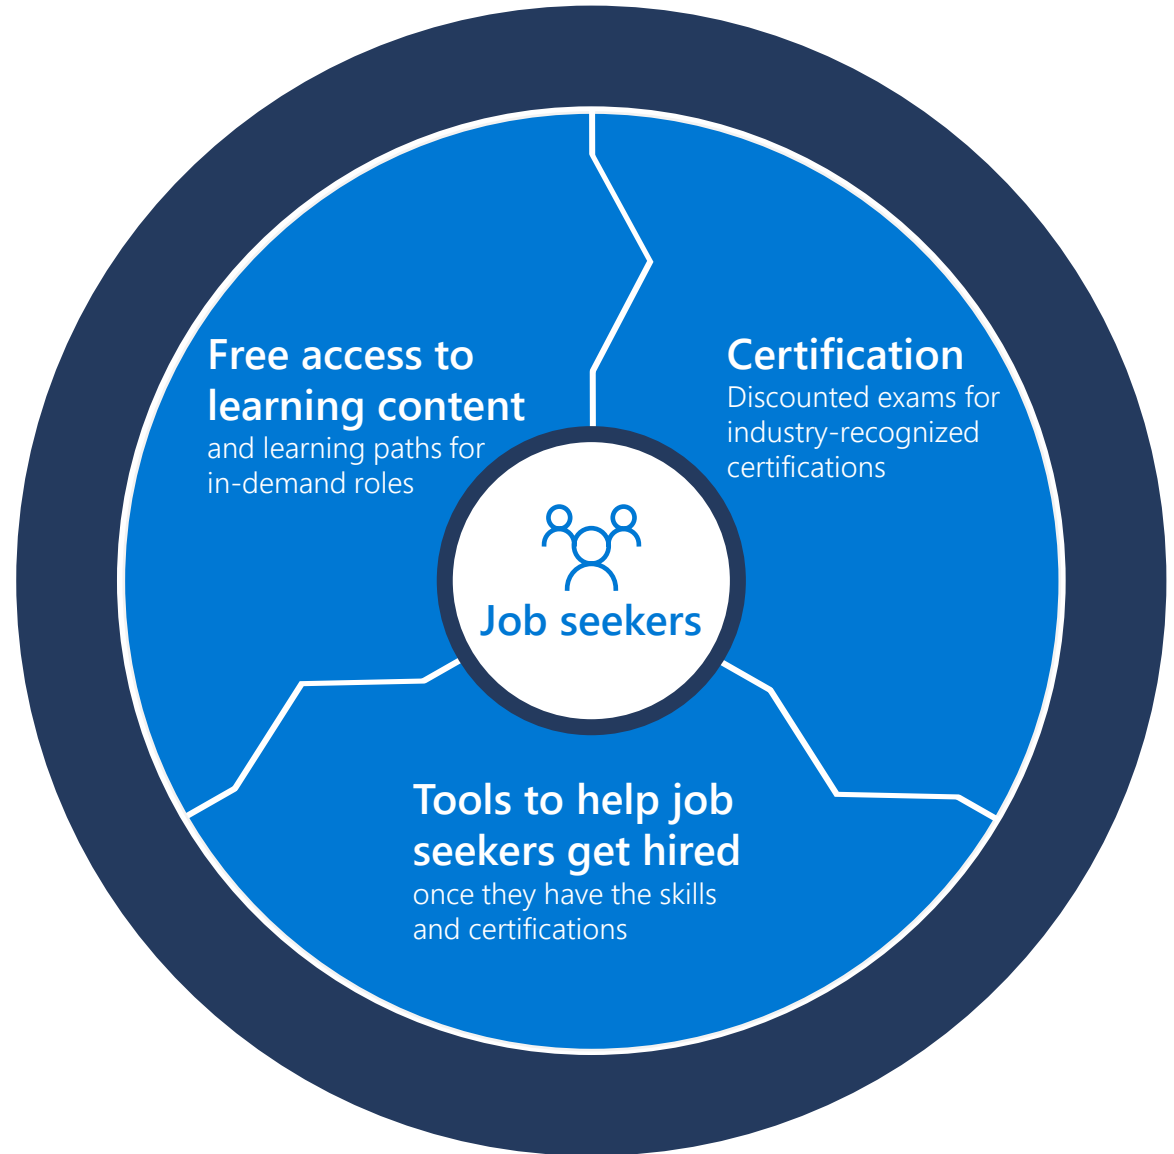 Free access to
learning content
and learning paths for
in-demand roles
Certification
Discounted exams for
industry-recognized
certifications
Job seekers
Tools to help job
seekers get hired
once they have the skills
and certifications